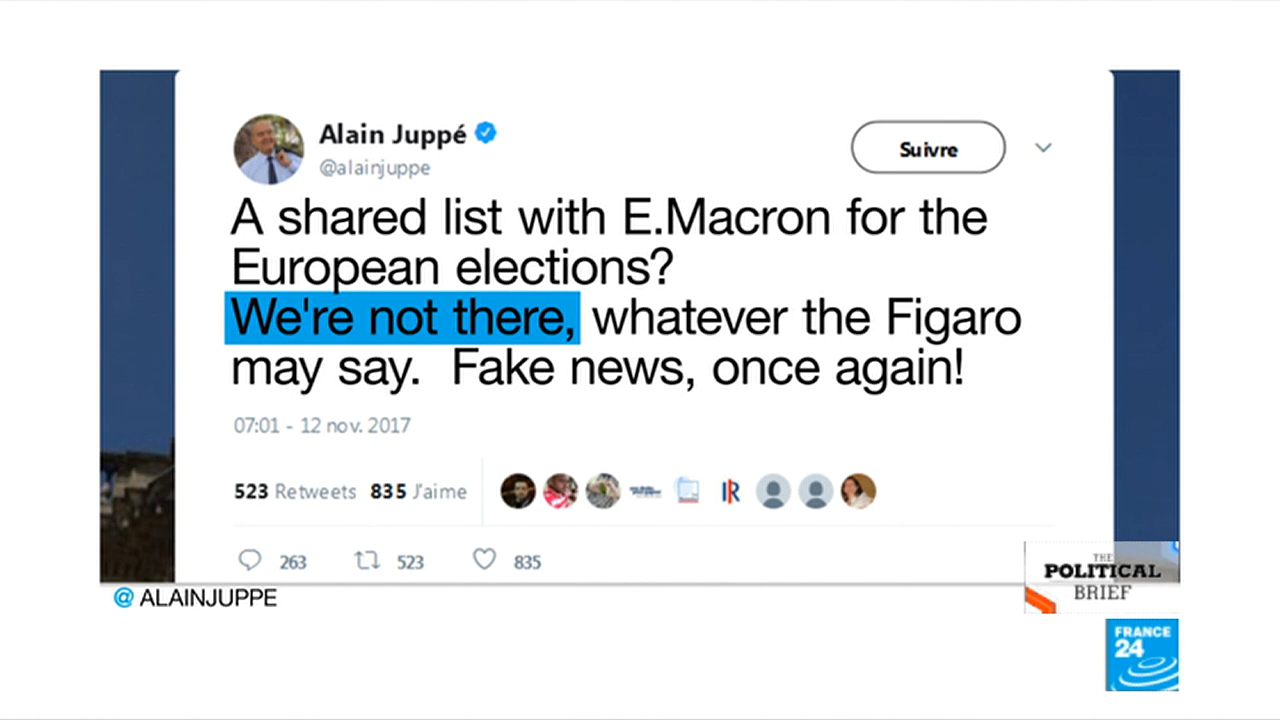 Alain Juppé
@alainjuppe
Suivre
A shared list with E.Macron for the
European elections?
We're not there, whatever the Figaro
may say.  Fake news, once again!
07:01 - 12 nov. 2017
523 Retweets 835 J'aime
263 523 835
@ ALAINJUPPE
THE
POLITICAL
BRIEF
FRANCE
24